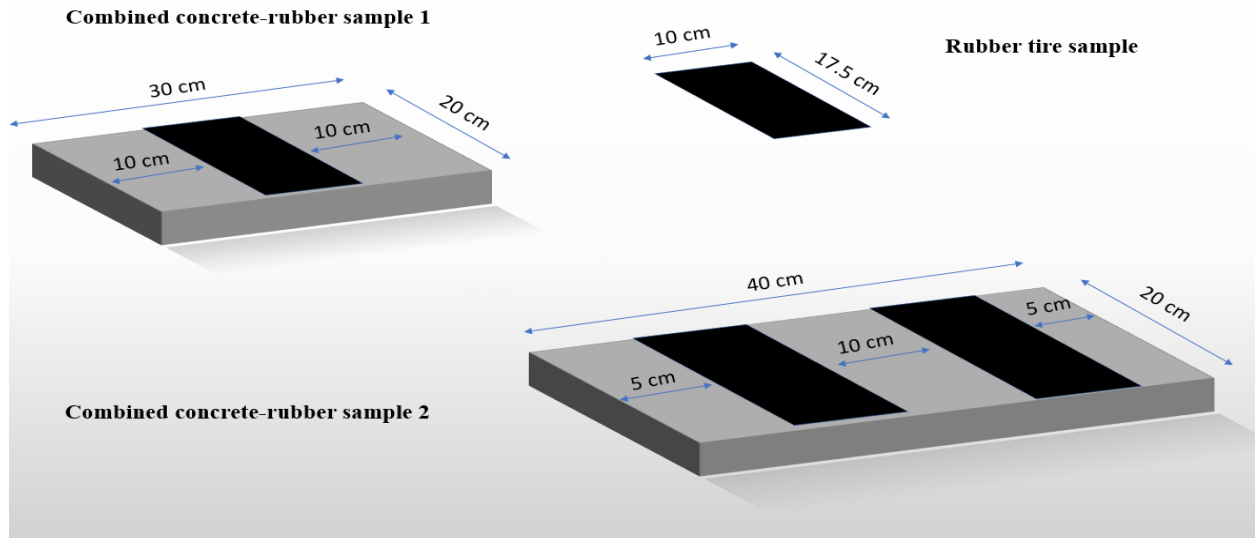 Combined concrete-rubber sample 1
30 cm
20 cm
10 cm
10 cm
Rubber tire sample
10 cm
17.5 cm
Combined concrete-rubber sample 2
40 cm
20 cm
5 cm
10 cm
5 cm